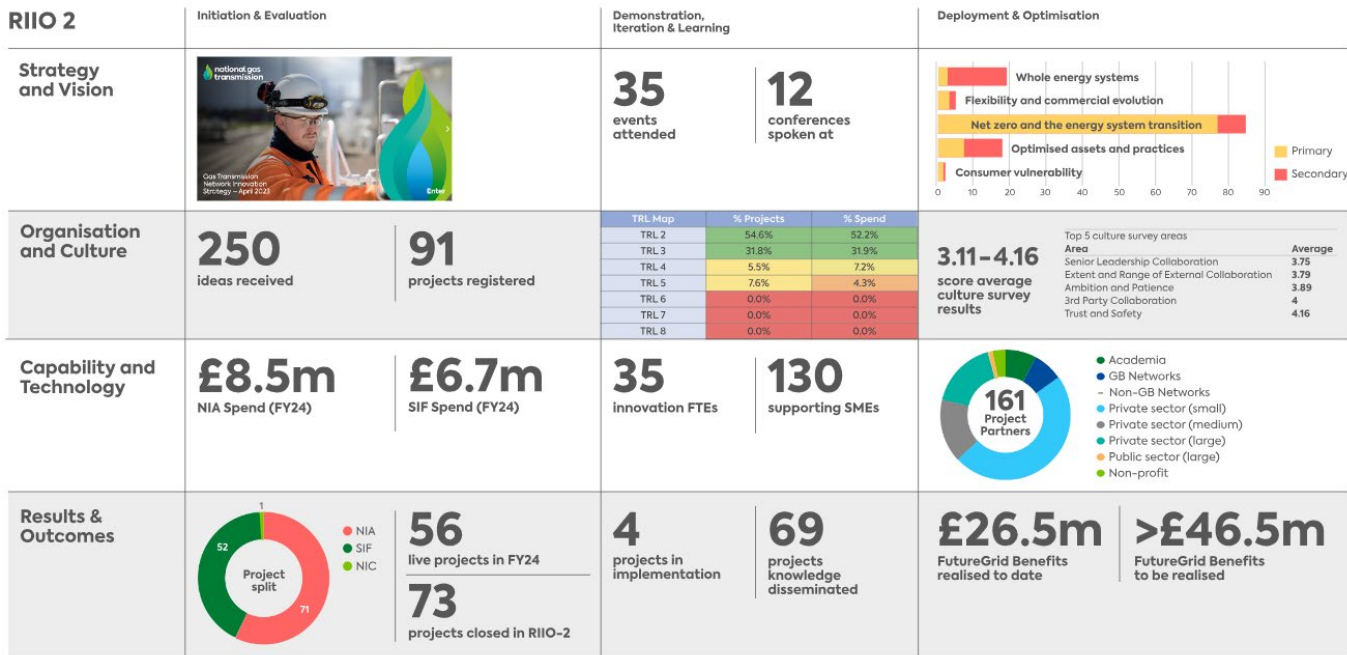 RIIO 2
Initiation & Evaluation
Demonstration,
Iteration & Learning
Deployment & Optimisation
Strategy
and Vision
national gas
transmission
Gas Transmission
Network Innovation
Strategy – April 2023
Enter
35
events
attended
12
conferences
spoken at
Whole energy systems
Flexibility and commercial evolution
Net zero and the energy system transition
Optimised assets and practices
Consumer vulnerability
0 10 20 30 40 50 60 70 80 90
Primary
Secondary
Organisation
and Culture
250
ideas received
91
projects registered
TRL Map % Projects % Spend
TRL 2 54.6% 52.2%
TRL 3 31.8% 31.9%
TRL 4 5.5% 7.2%
TRL 5 7.6% 4.3%
TRL 6 0.0% 0.0%
TRL 7 0.0% 0.0%
TRL 8 0.0% 0.0%
3.11–4.16
score average
culture survey
results
Top 5 culture survey areas
Area Average
Senior Leadership Collaboration 3.75
Extent and Range of External Collaboration 3.79
Ambition and Patience 3.89
3rd Party Collaboration 4
Trust and Safety 4.16
Capability and
Technology
£8.5m
NIA Spend (FY24)
£6.7m
SIF Spend (FY24)
35
innovation FTEs
130
supporting SMEs
161
Project
Partners
Academia
GB Networks
Non-GB Networks
Private sector (small)
Private sector (medium)
Private sector (large)
Public sector (large)
Non-profit
Results &
Outcomes
1
52
71
Project
split
NIA
SIF
NIC
56
live projects in FY24
73
projects closed in RIIO-2
4
projects in
implementation
69
projects
knowledge
disseminated
£26.5m
FutureGrid Benefits
realised to date
>£46.5m
FutureGrid Benefits
to be realised